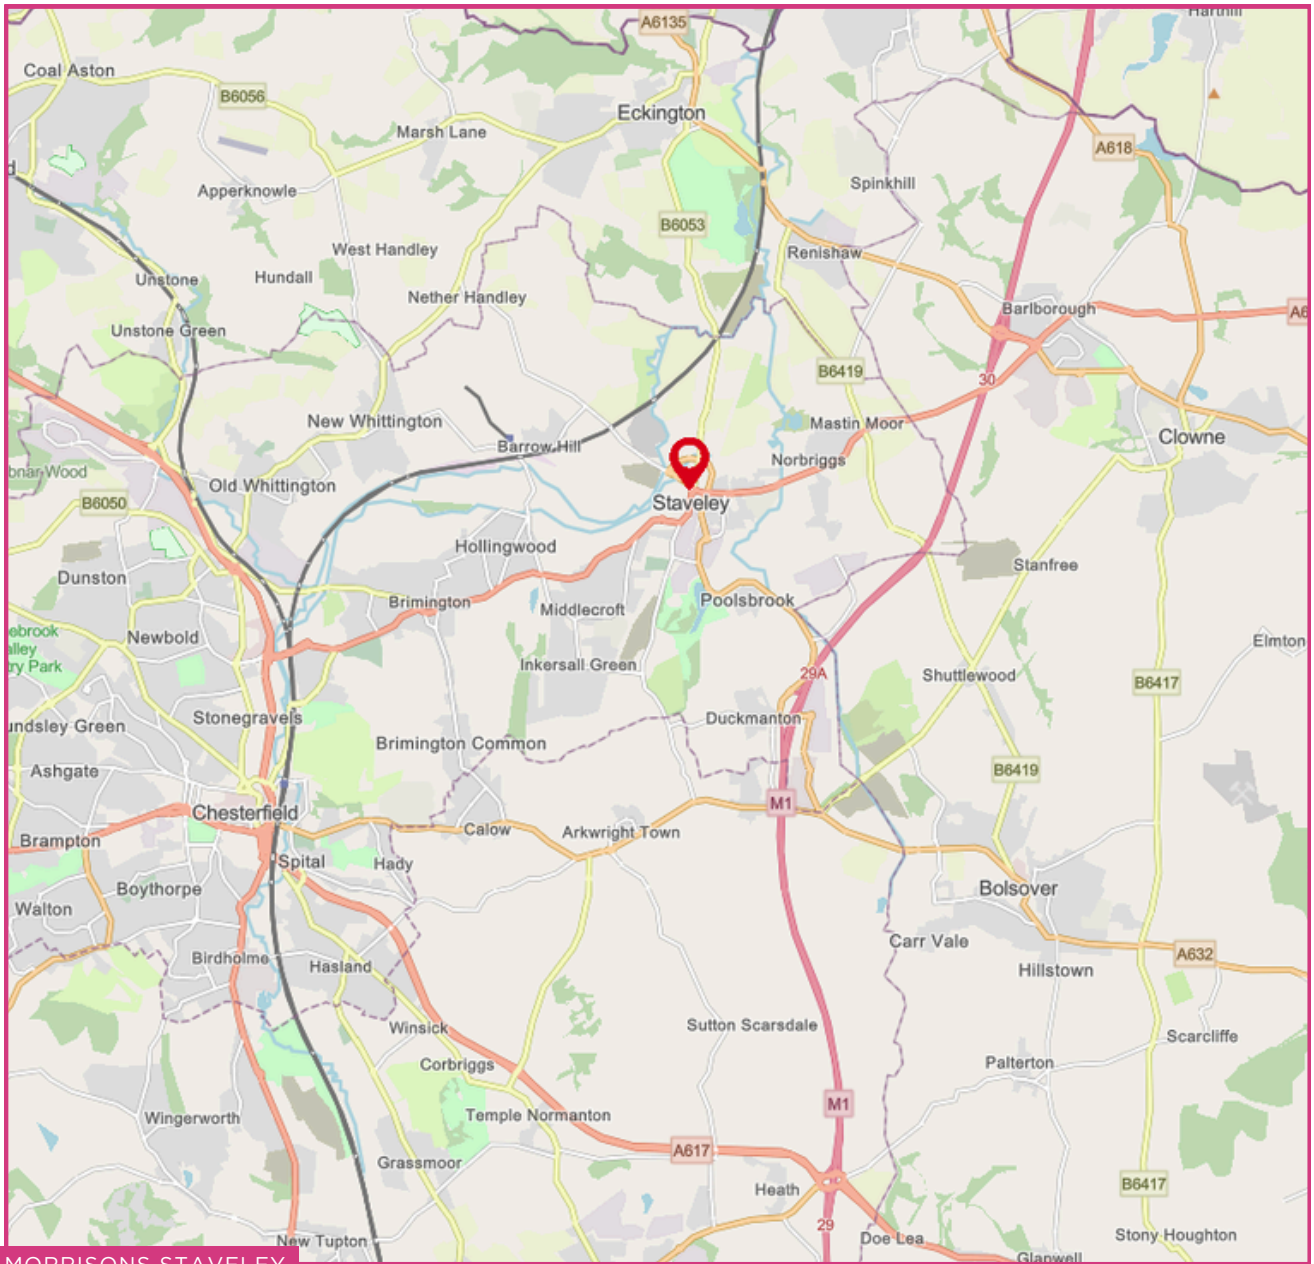 Harthill
A6135
Coal Aston
B6056
Eckington
Marsh Lane
A618
Apperknowle
Spinkhill
B6053
West Handley
Renishaw
Unstone
Hundall
Nether Handley
Barlborough
Unstone Green
B6419
30
New Whittington
Mastin Moor
Barrow Hill
Clowne
Norbriggs
Old Whittington
B6050
Staveley
Hollingwood
Stanfree
Dunston
Brimington
Middlecroft
Poolsbrook
Newbold
Elmton
Inkersall Green
29A
Shuttlewood
B6417
Stonegravels
Duckmanton
Brimington Common
Ashgate
B6419
M1
Chesterfield
Calow
Arkwright Town
Brampton
Spital
Hady
Boythorpe
Bolsover
Walton
Carr Vale
Birdholme
Hasland
A632
Hillstown
Winsick
Sutton Scarsdale
Scarcliffe
Corbriggs
Palterton
M1
Wingerworth
Temple Normanton
A617
Grassmoor
Heath
B6417
29
New Tupton
Doe Lea
Stony Houghton
Glapwell
MORRISONS STAVELEY